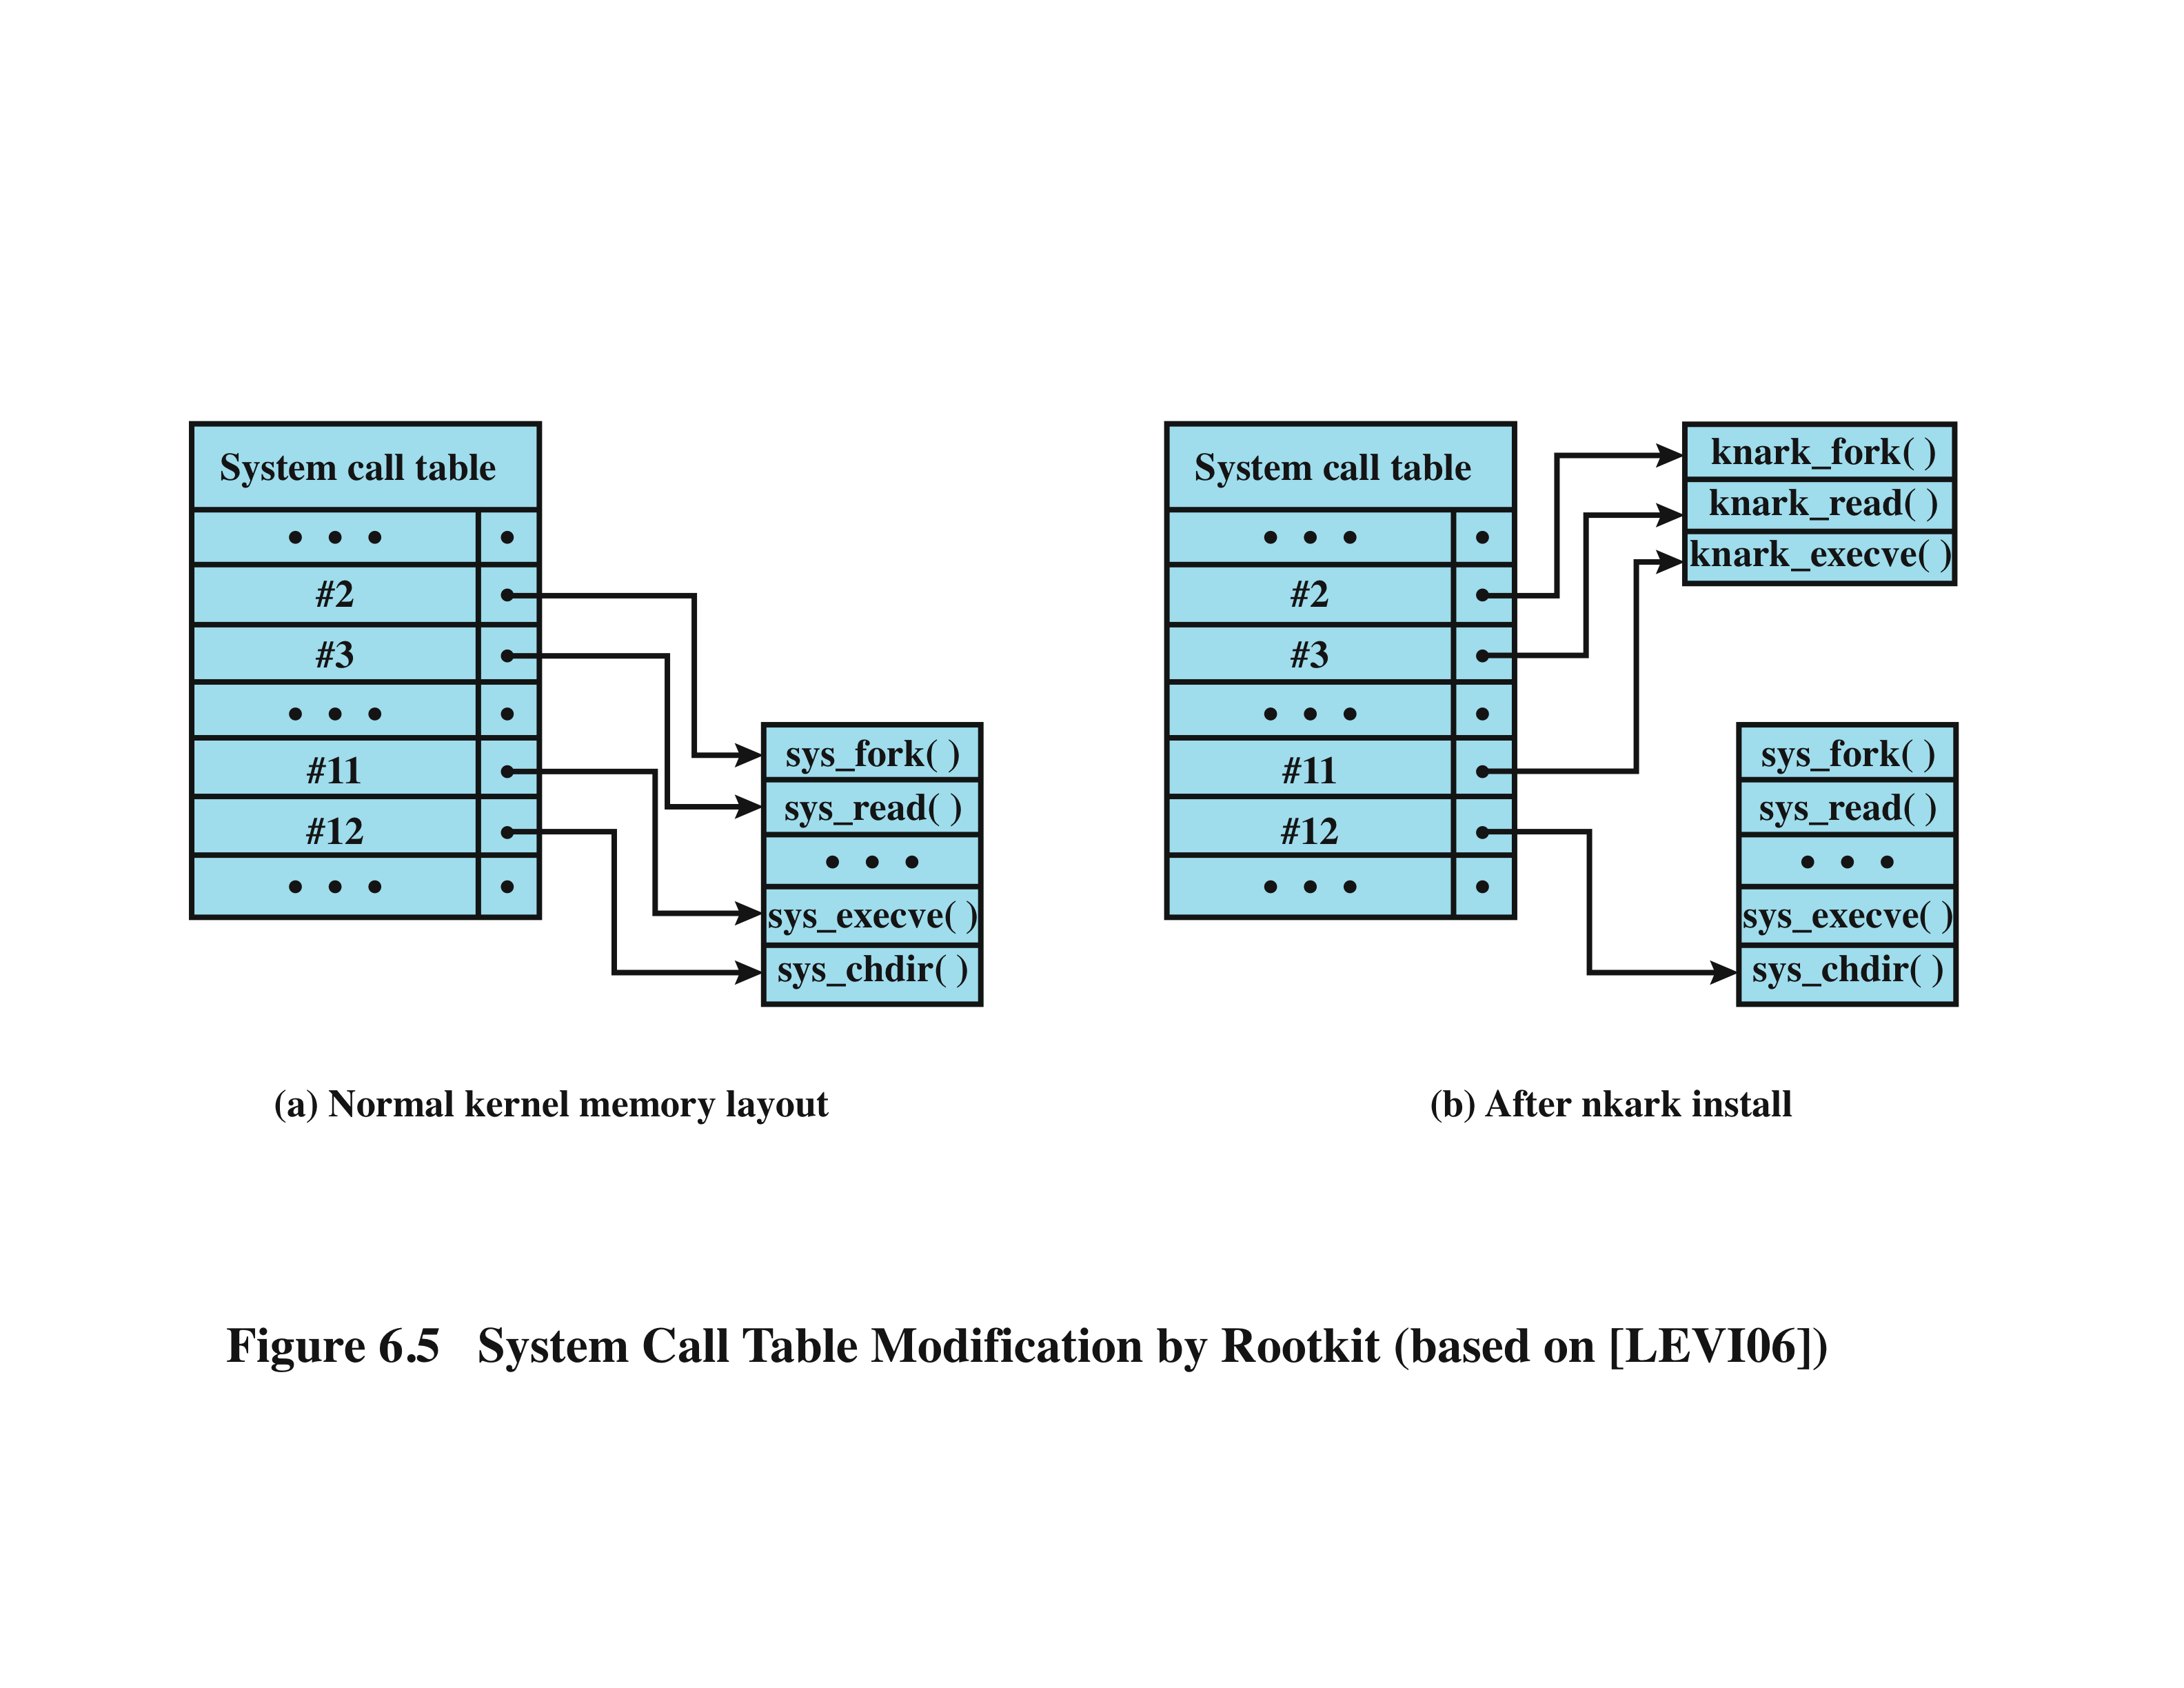 System call table
• • • •
#2
#3
• • • •
#11
#12
• • • •
sys_fork( )
sys_read( )
• • •
sys_execve( )
sys_chdir( )
(a) Normal kernel memory layout
System call table
• • • •
#2
#3
• • • •
#11
#12
• • • •
knark_fork( )
knark_read( )
knark_execve( )
sys_fork( )
sys_read( )
• • •
sys_execve( )
sys_chdir( )
(b) After nkark install
Figure 6.5 System Call Table Modification by Rootkit (based on [LEVI06])